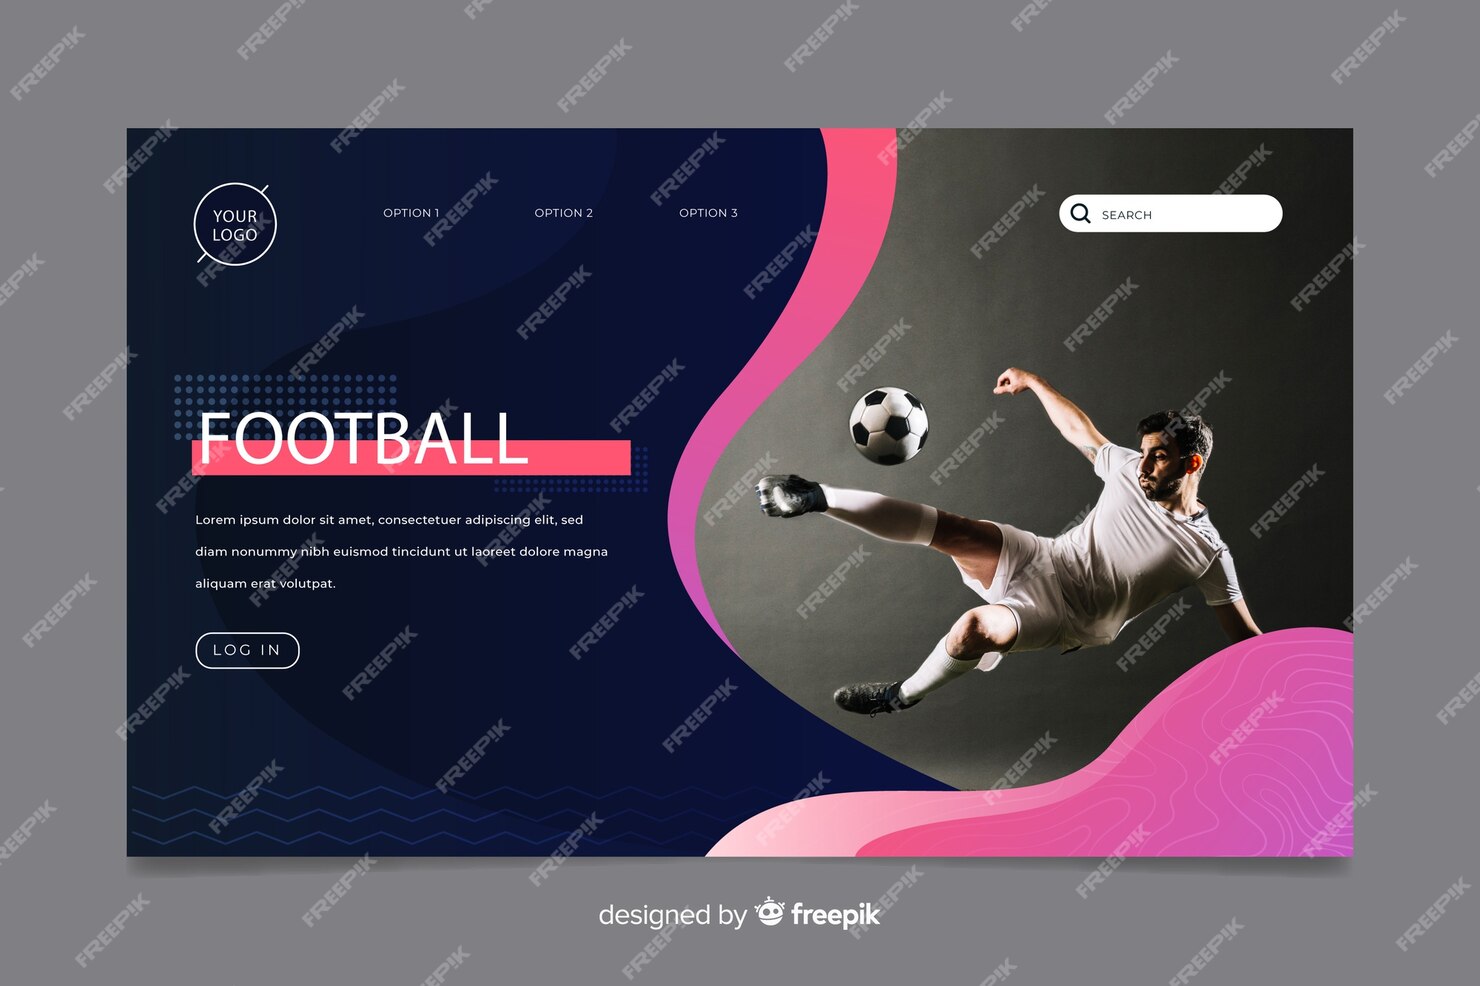 YOUR
LOGO
OPTION 1
OPTION 2
OPTION 3
SEARCH
FOOTBALL
Lorem ipsum dolor sit amet, consectetuer adipiscing elit, sed
diam nonummy nibh euismod tincidunt ut laoreet dolore magna
aliquam erat volutpat.
LOG IN
designed by freepik
FREEPIK